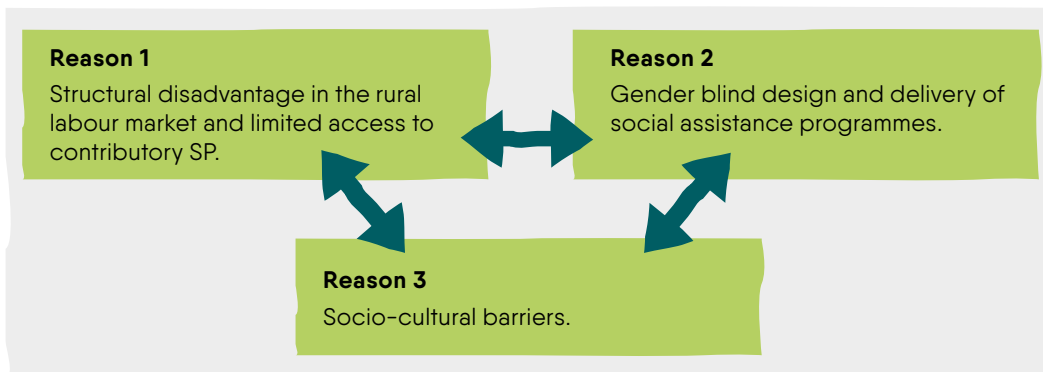 Reason 1
Structural disadvantage in the rural
labour market and limited access to
contributory SP.
Reason 2
Gender blind design and delivery of
social assistance programmes.
Reason 3
Socio-cultural barriers.